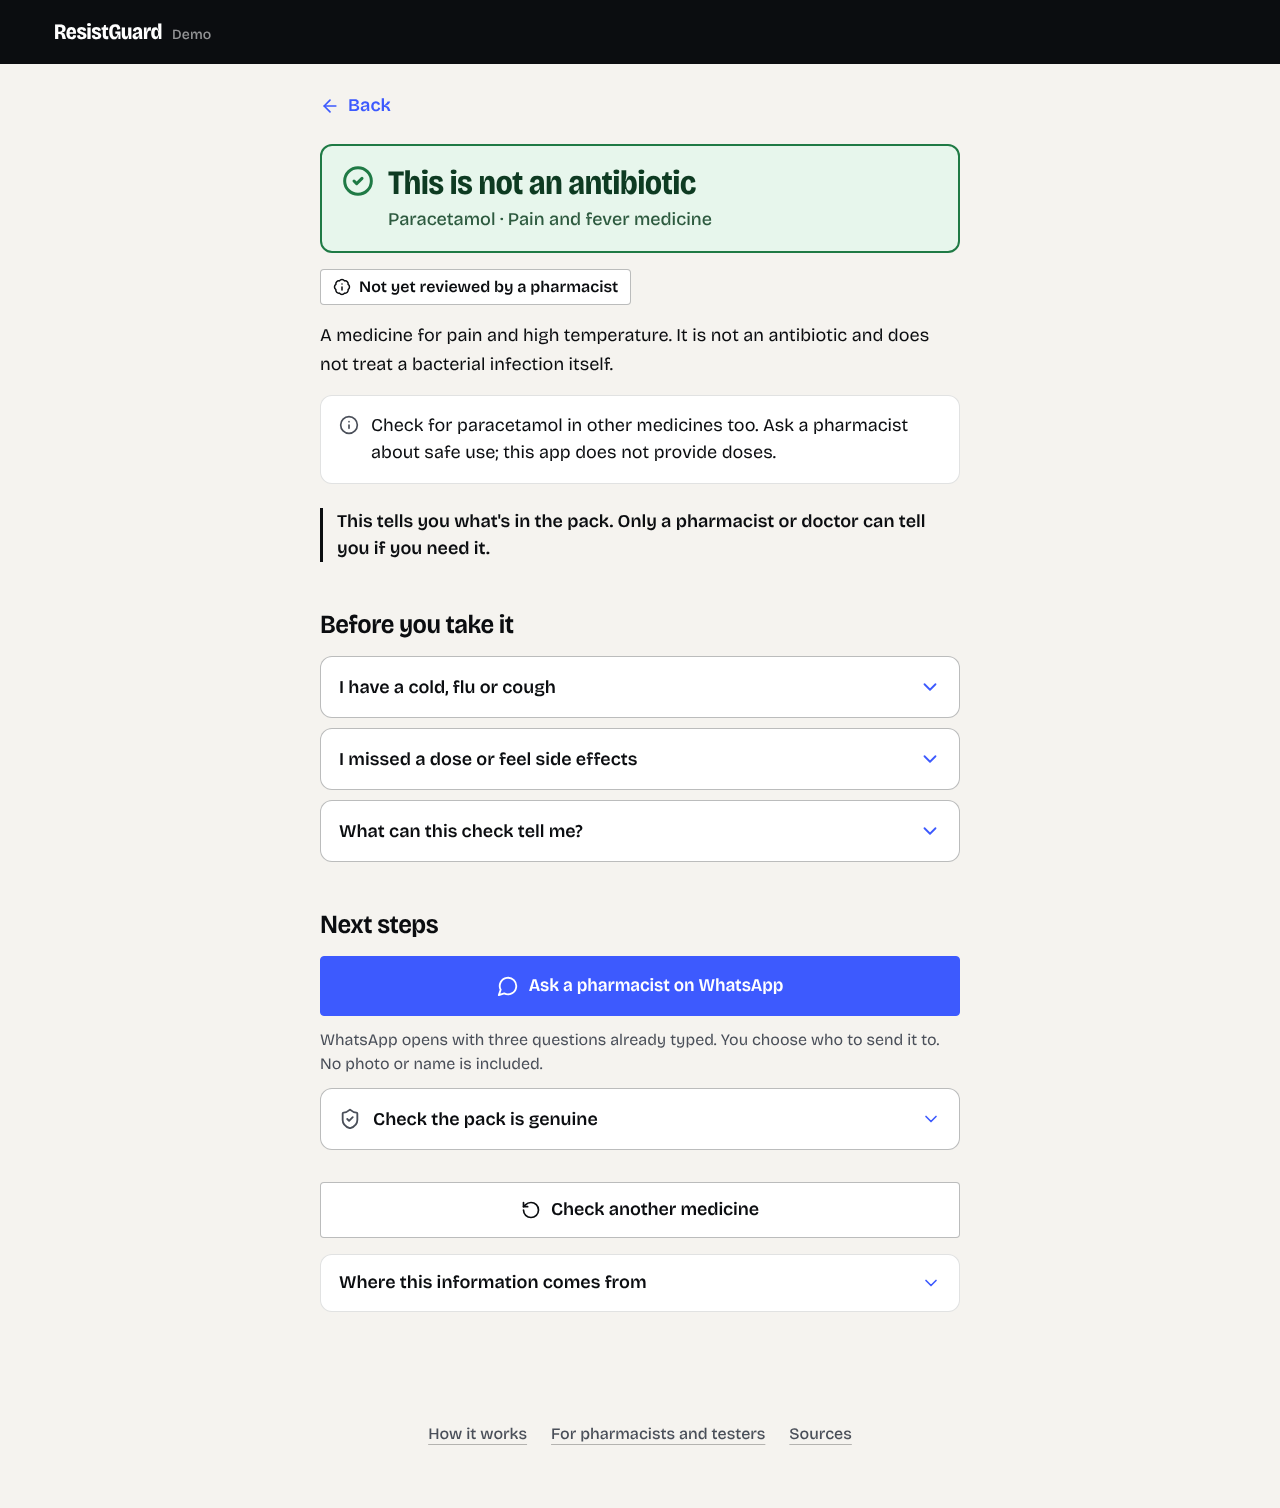 ResistGuard Demo
Back
This is not an antibiotic
Paracetamol · Pain and fever medicine
Not yet reviewed by a pharmacist
A medicine for pain and high temperature. It is not an antibiotic and does
not treat a bacterial infection itself.
Check for paracetamol in other medicines too. Ask a pharmacist
about safe use; this app does not provide doses.
This tells you what's in the pack. Only a pharmacist or doctor can tell
you if you need it.
Before you take it
I have a cold, flu or cough
I missed a dose or feel side effects
What can this check tell me?
Next steps
Ask a pharmacist on WhatsApp
WhatsApp opens with three questions already typed. You choose who to send it to.
No photo or name is included.
Check the pack is genuine
Check another medicine
Where this information comes from
How it works For pharmacists and testers Sources